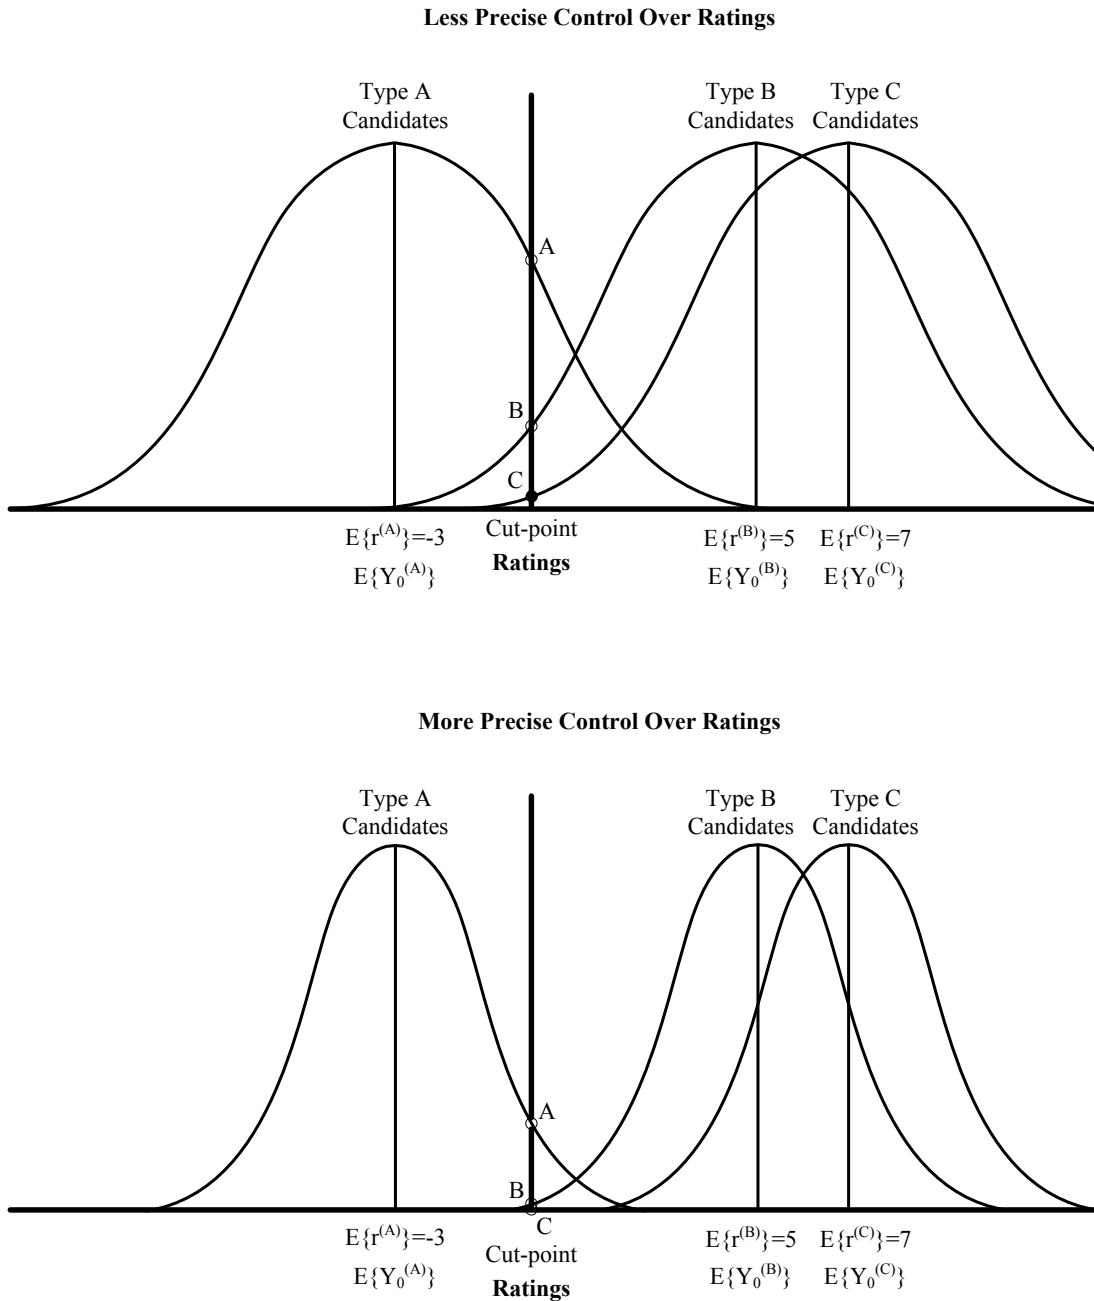 Less Precise Control Over Ratings
Type A
Candidates
Type B
Candidates
Type C
Candidates
A
B
C
E{r^(A)}=-3
E{Y₀^(A)}
Cut-point
Ratings
E{r^(B)}=5
E{Y₀^(B)}
E{r^(C)}=7
E{Y₀^(C)}
More Precise Control Over Ratings
Type A
Candidates
Type B
Candidates
Type C
Candidates
A
B
C
E{r^(A)}=-3
E{Y₀^(A)}
Cut-point
Ratings
E{r^(B)}=5
E{Y₀^(B)}
E{r^(C)}=7
E{Y₀^(C)}